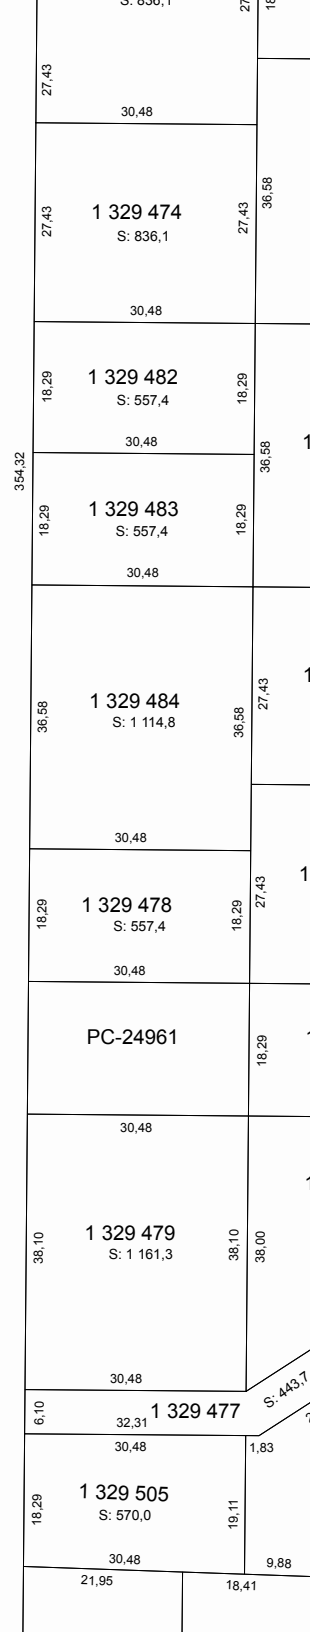 27,43
30,48
27,43
1 329 474
S: 836,1
27,43
36,58
30,48
18,29
1 329 482
S: 557,4
18,29
30,48
354,32
36,58
18,29
1 329 483
S: 557,4
18,29
30,48
36,58
1 329 484
S: 1 114,8
36,58
27,43
30,48
18,29
1 329 478
S: 557,4
18,29
27,43
30,48
PC-24961
18,29
30,48
38,10
1 329 479
S: 1 161,3
38,10
38,00
30,48
S: 443,7
6,10
32,31
1 329 477
30,48
1,83
18,29
1 329 505
S: 570,0
19,11
30,48
9,88
21,95
18,41